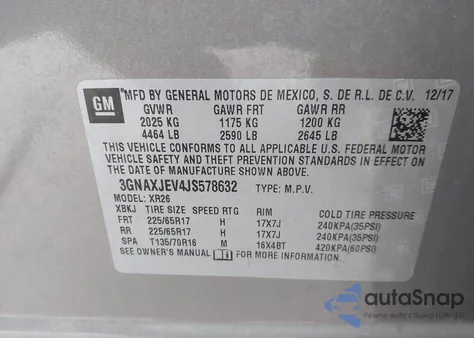 GM
MFD BY GENERAL MOTORS DE MEXICO, S. DE R.L. DE C.V. 12/17
GVWR GAWR FRT GAWR RR
2025 KG 1175 KG 1200 KG
4464 LB 2590 LB 2645 LB
THIS VEHICLE CONFORMS TO ALL APPLICABLE U.S. FEDERAL MOTOR
VEHICLE SAFETY AND THEFT PREVENTION STANDARDS IN EFFECT ON
THE DATE OF MANUFACTURE SHOWN ABOVE.
3GNAXJEV4JS578632 TYPE: M.P.V.
MODEL: XR26
XBKJ TIRE SIZE SPEED RTG RIM COLD TIRE PRESSURE
FRT 225/65R17 H 17X7J 240KPA(35PSI)
RR 225/65R17 H 17X7J 240KPA(35PSI)
SPA T135/70R16 M 16X4BT 420KPA(60PSI)
SEE OWNER'S MANUAL FOR MORE INFORMATION.
autoSnap